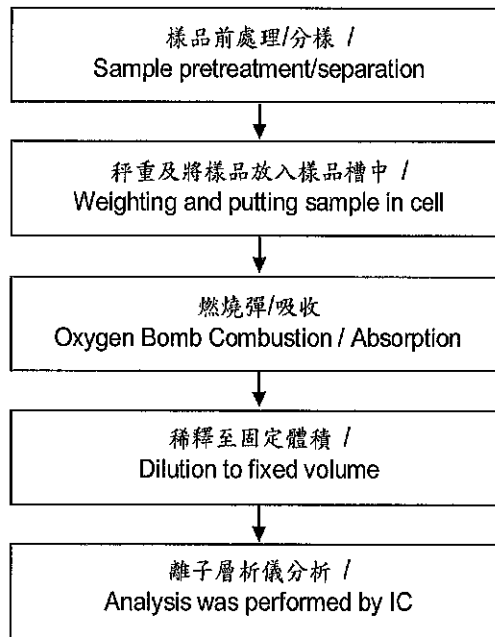 樣品前處理/分樣 /
Sample pretreatment/separation
秤重及將樣品放入樣品槽中 /
Weighting and putting sample in cell
燃燒彈/吸收
Oxygen Bomb Combustion / Absorption
稀釋至固定體積 /
Dilution to fixed volume
離子層析儀分析 /
Analysis was performed by IC